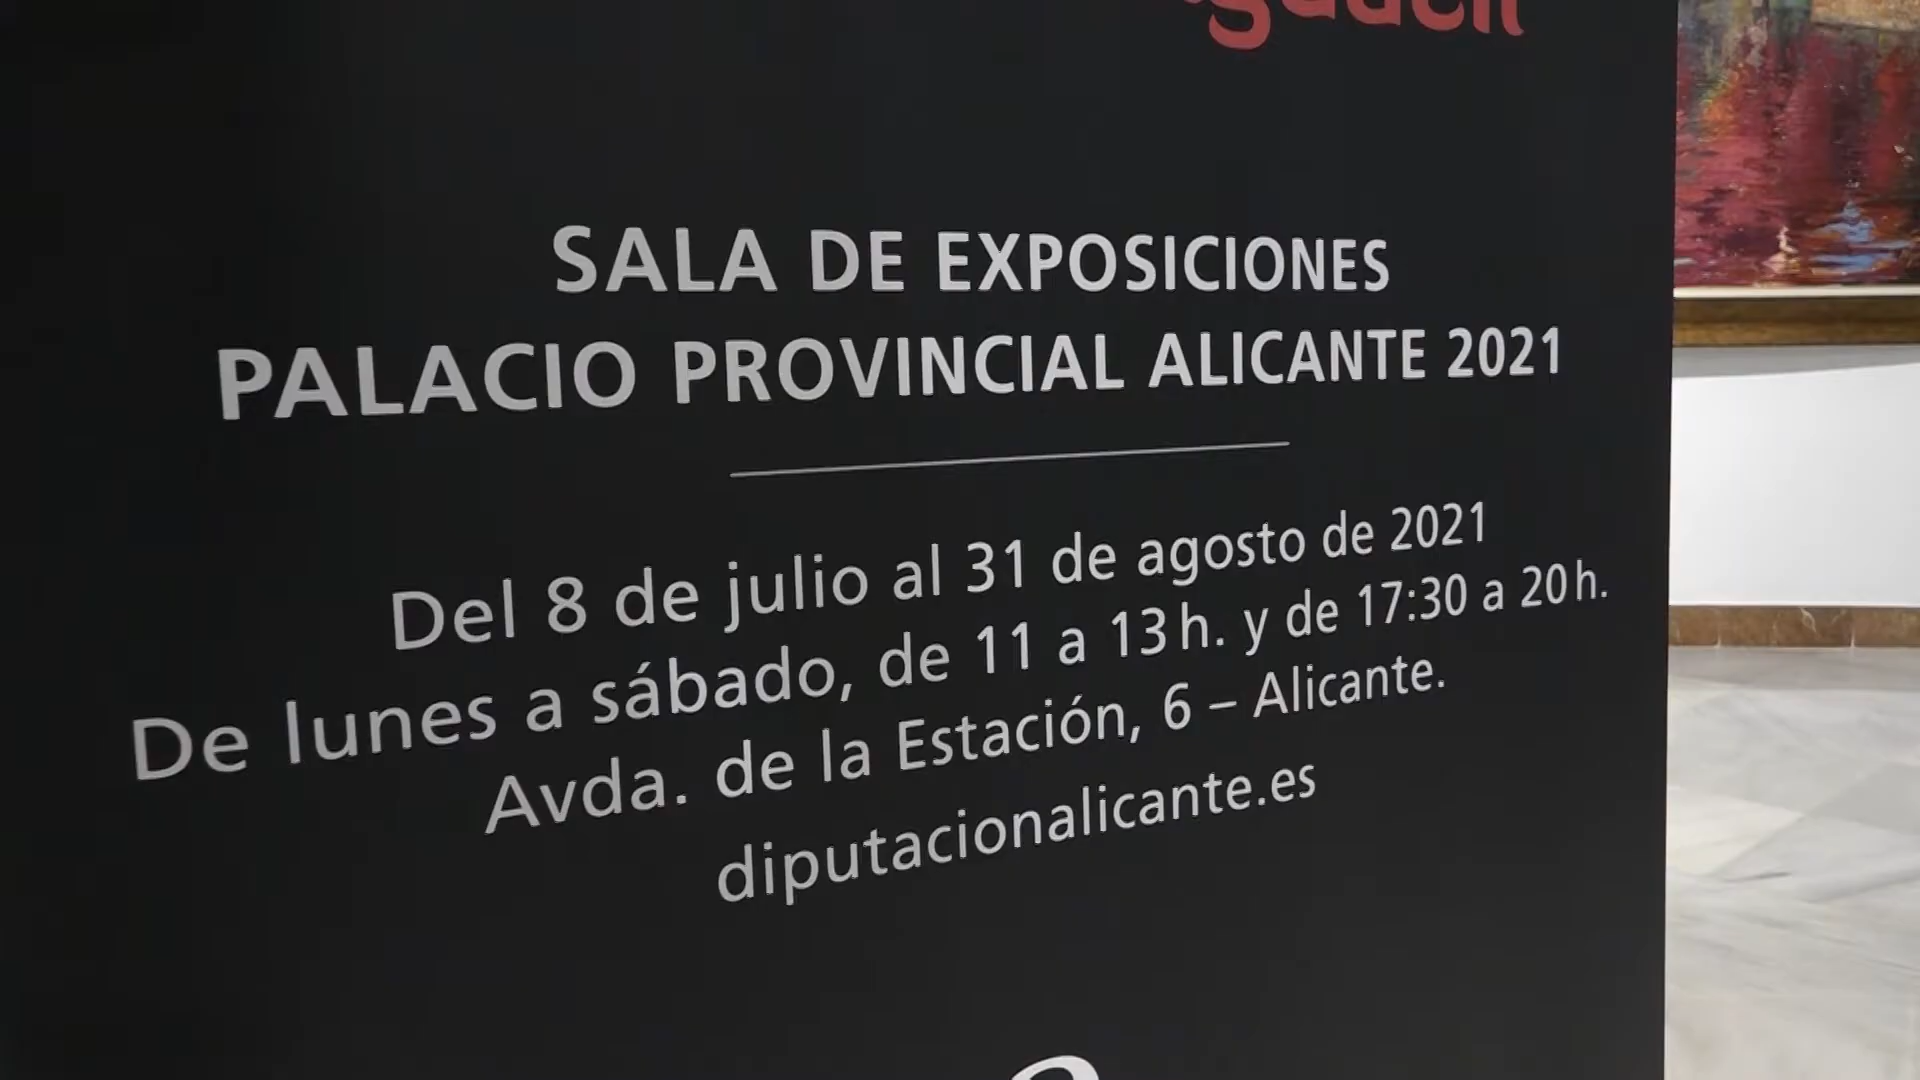 SALA DE EXPOSICIONES
PALACIO PROVINCIAL ALICANTE 2021
Del 8 de julio al 31 de agosto de 2021
De lunes a sábado, de 11 a 13 h. y de 17:30 a 20 h.
Avda. de la Estación, 6 – Alicante.
diputacionalicante.es